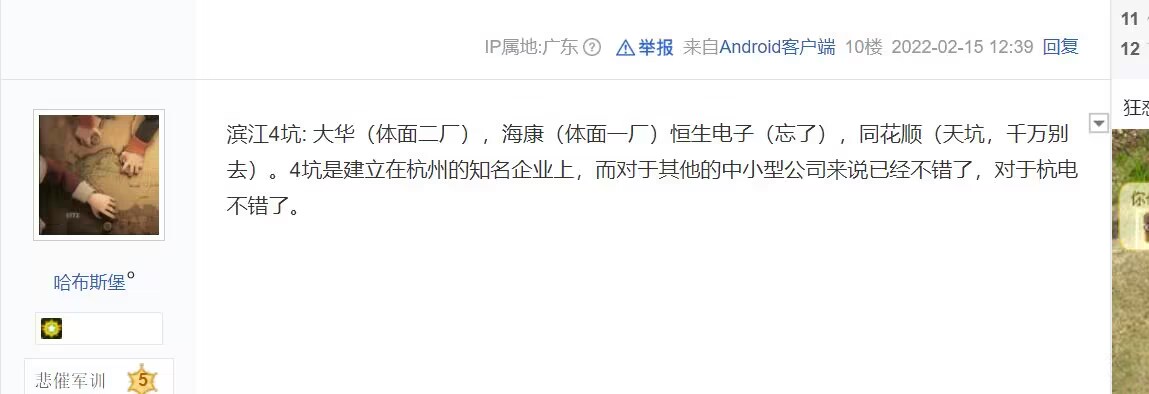 11
IP属地:广东 举报 来自Android客户端 10楼 2022-02-15 12:39 回复
12
滨江4坑: 大华（体面二厂），海康（体面一厂）恒生电子（忘了），同花顺（天坑，千万别
去）。4坑是建立在杭州的知名企业上，而对于其他的中小型公司来说已经不错了，对于杭电
不错了。
哈布斯堡°
悲催军训 5
狂
你